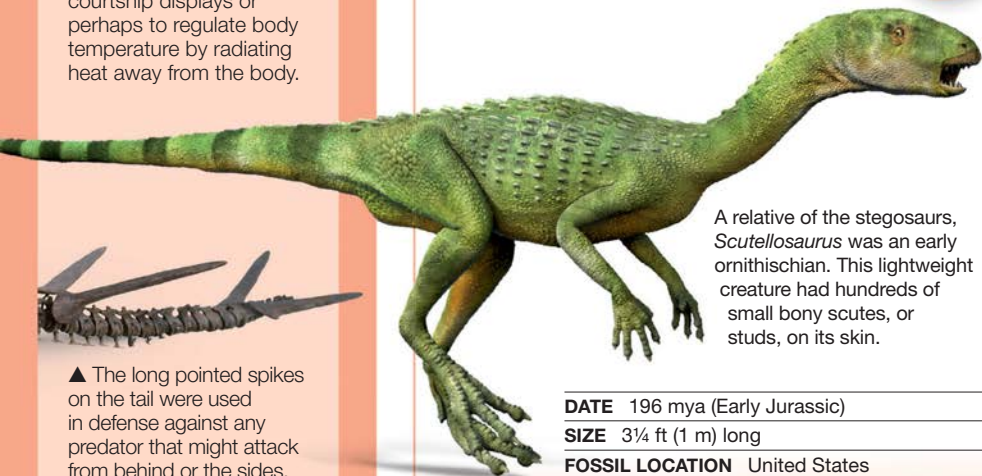 courtship displays or
perhaps to regulate body
temperature by radiating
heat away from the body.
▲ The long pointed spikes
on the tail were used
in defense against any
predator that might attack
from behind or the sides.
A relative of the stegosaurs,
Scutellosaurus was an early
ornithischian. This lightweight
creature had hundreds of
small bony scutes, or
studs, on its skin.
DATE 196 mya (Early Jurassic)
SIZE 3¼ ft (1 m) long
FOSSIL LOCATION United States